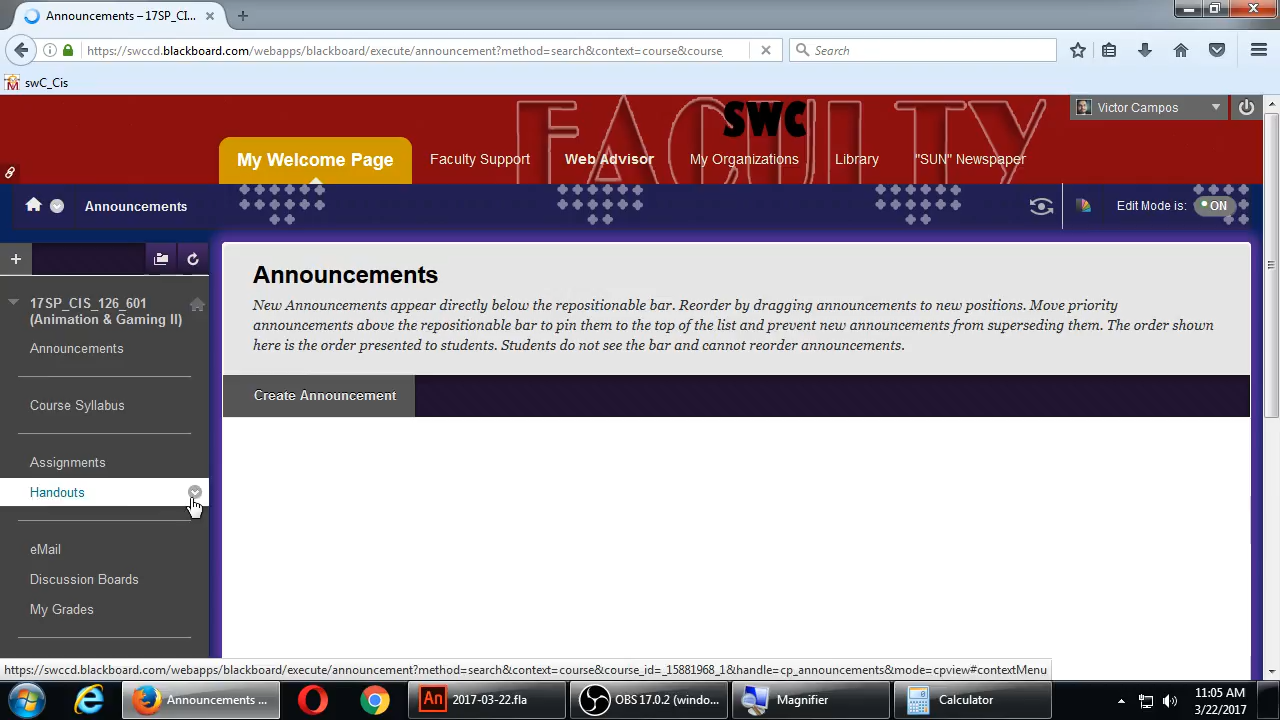 Announcements – 17SP_CI...
https://swccd.blackboard.com/webapps/blackboard/execute/announcement?method=search&context=course&course_
Search
swC_Cis
FACULTY
SWC
Victor Campos
My Welcome Page
Faculty Support
Web Advisor
My Organizations
Library
"SUN" Newspaper
Announcements
Edit Mode is:
ON
17SP_CIS_126_601
(Animation & Gaming II)
Announcements
Course Syllabus
Assignments
Handouts
eMail
Discussion Boards
My Grades
Announcements
New Announcements appear directly below the repositionable bar. Reorder by dragging announcements to new positions. Move priority
announcements above the repositionable bar to pin them to the top of the list and prevent new announcements from superseding them. The order shown
here is the order presented to students. Students do not see the bar and cannot reorder announcements.
Create Announcement
https://swccd.blackboard.com/webapps/blackboard/execute/announcement?method=search&context=course&course_id=_15881968_1&handle=cp_announcements&mode=cpview#contextMenu
Announcements ...
An
2017-03-22.fla
OBS 17.0.2 (windo...
Magnifier
Calculator
11:05 AM
3/22/2017